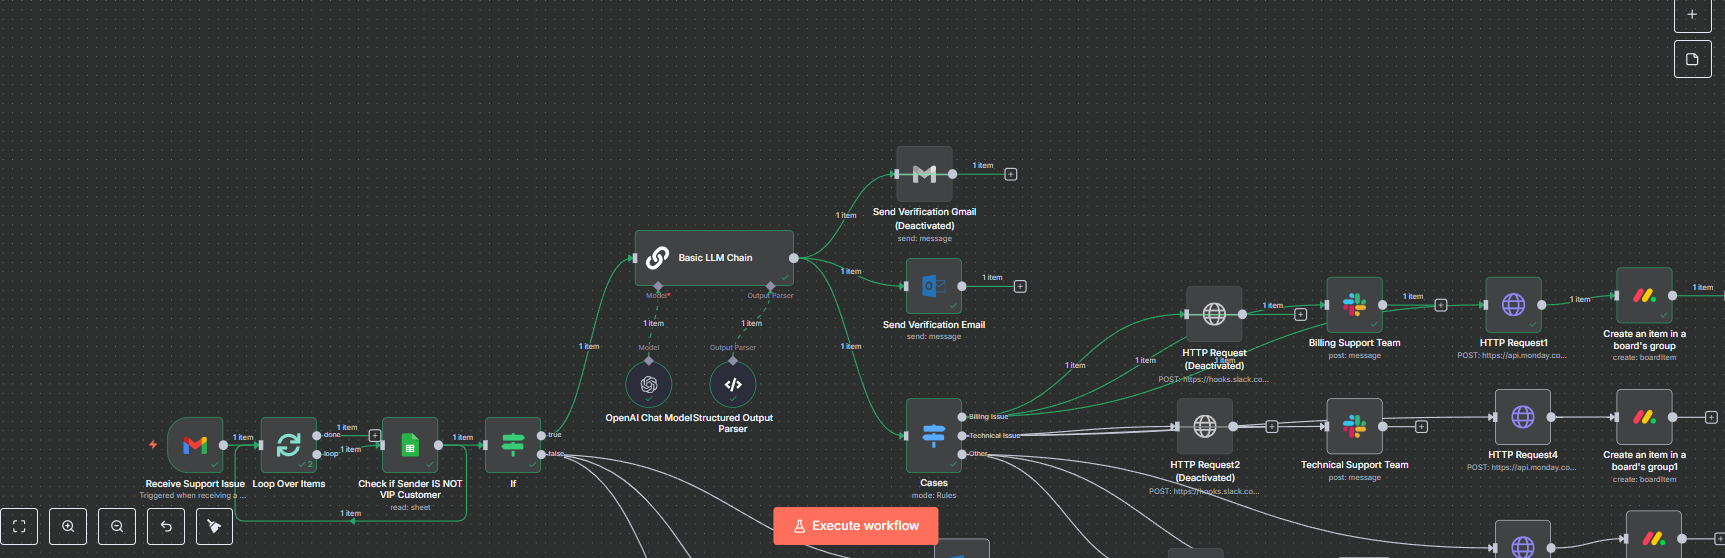 1 item
Send Verification Gmail
(Deactivated)
send: message
1 item
Basic LLM Chain
Model*
Output Parser
1 item
1 item
Model
Output Parser
OpenAI Chat Model
Structured Output
Parser
1 item
1 item
Send Verification Email
send: message
1 item
1 item
1 item
HTTP Request
(Deactivated)
POST: https://hooks.slack.co...
1 item
1 item
1 item
Billing Support Team
post: message
1 item
HTTP Request1
POST: https://api.monday.co...
1 item
Create an item in a
board's group
create: boardItem
1 item
Receive Support Issue
Triggered when receiving a ...
1 item
Loop Over Items
done
loop
2
1 item
1 item
Check if Sender IS NOT
VIP Customer
read: sheet
1 item
1 item
If
true
false
Cases
mode: Rules
Billing Issue
Technical Issue
Other
HTTP Request2
(Deactivated)
POST: https://hooks.slack.co...
Technical Support Team
post: message
HTTP Request4
POST: https://api.monday.co...
Create an item in a
board's group1
create: boardItem
Execute workflow